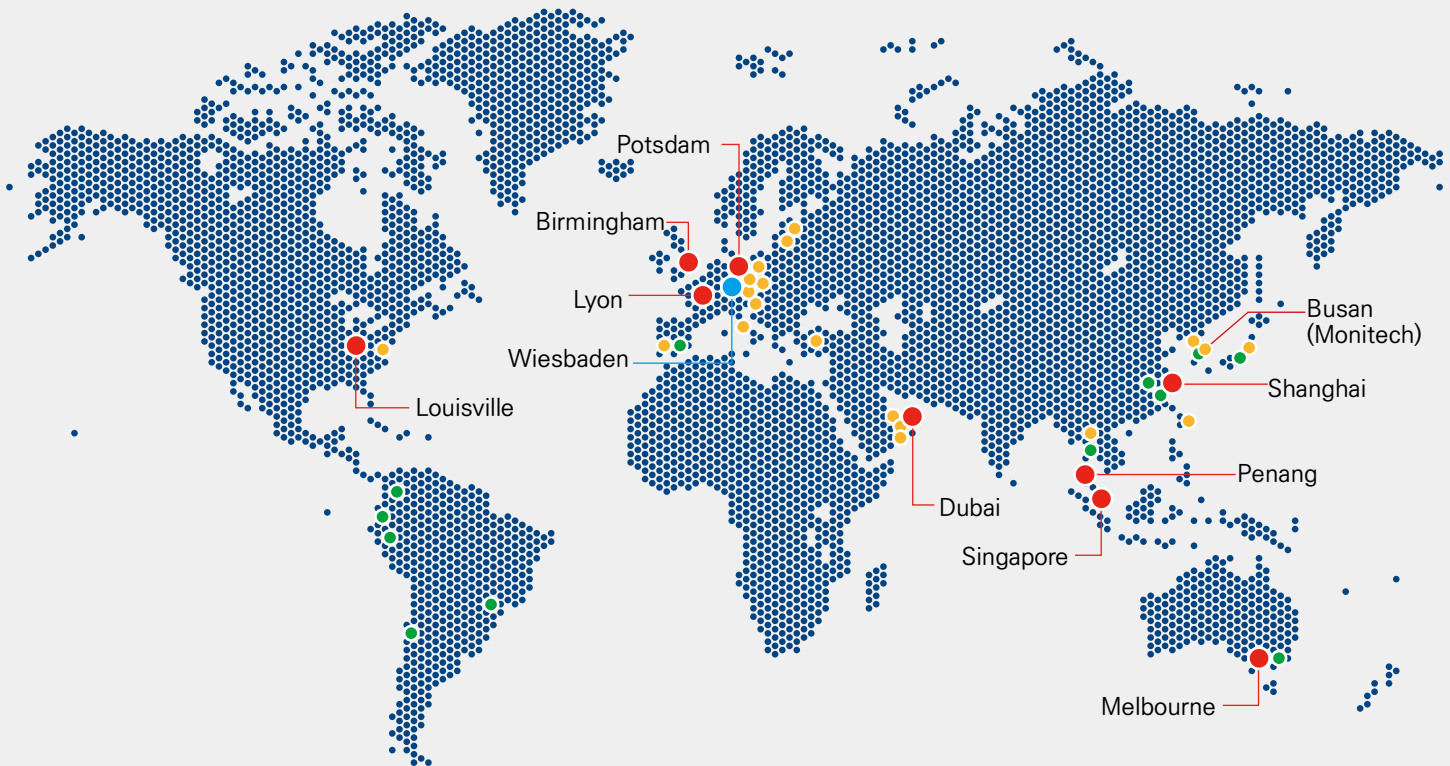 Potsdam
Birmingham
Lyon
Wiesbaden
Louisville
Busan
(Monitech)
Shanghai
Penang
Dubai
Singapore
Melbourne